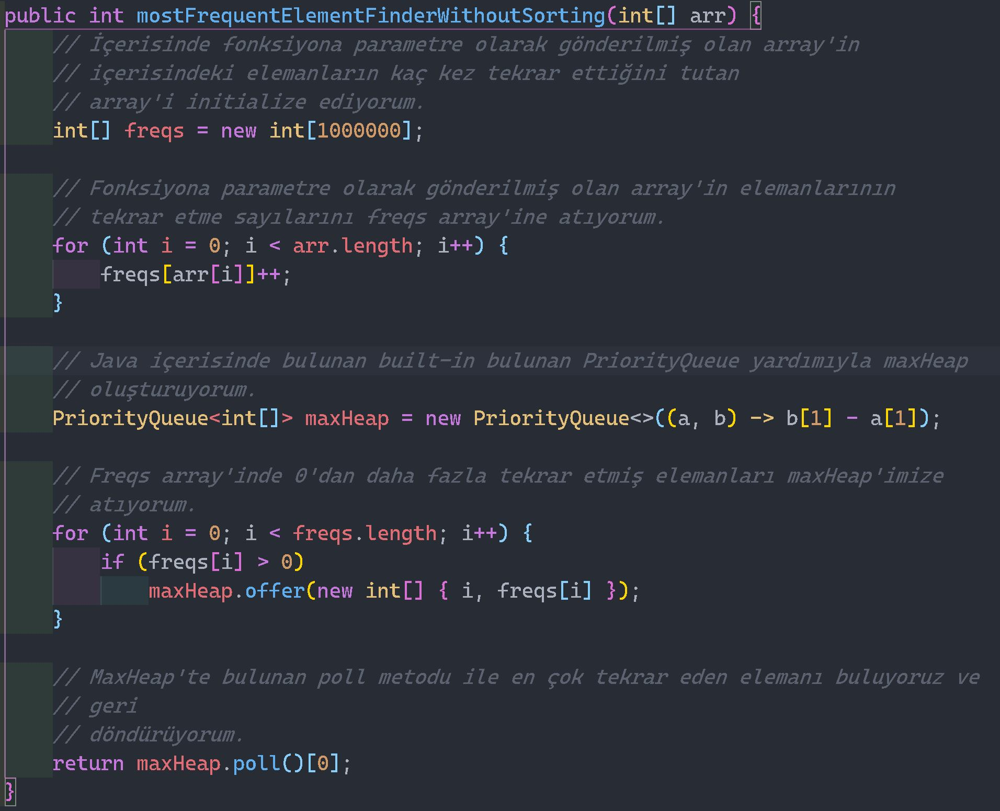 public int mostFrequentElementFinderWithoutSorting(int[] arr) {
// İçerisinde fonksiyona parametre olarak gönderilmiş olan array'in
// içerisindeki elemanların kaç kez tekrar ettiğini tutan
// array'i initialize ediyorum.
int[] freqs = new int[1000000];
// Fonksiyona parametre olarak gönderilmiş olan array'in elemanlarının
// tekrar etme sayılarını freqs array'ine atıyorum.
for (int i = 0; i < arr.length; i++) {
freqs[arr[i]]++;
}
// Java içerisinde bulunan built-in bulunan PriorityQueue yardımıyla maxHeap
// oluşturuyorum.
PriorityQueue<int[]> maxHeap = new PriorityQueue<>((a, b) -> b[1] - a[1]);
// Freqs array'inde 0'dan daha fazla tekrar etmiş elemanları maxHeap'imize
// atıyorum.
for (int i = 0; i < freqs.length; i++) {
if (freqs[i] > 0)
maxHeap.offer(new int[] { i, freqs[i] });
}
// MaxHeap'te bulunan poll metodu ile en çok tekrar eden elemanı buluyoruz ve
// geri
// döndürüyorum.
return maxHeap.poll()[0];
}